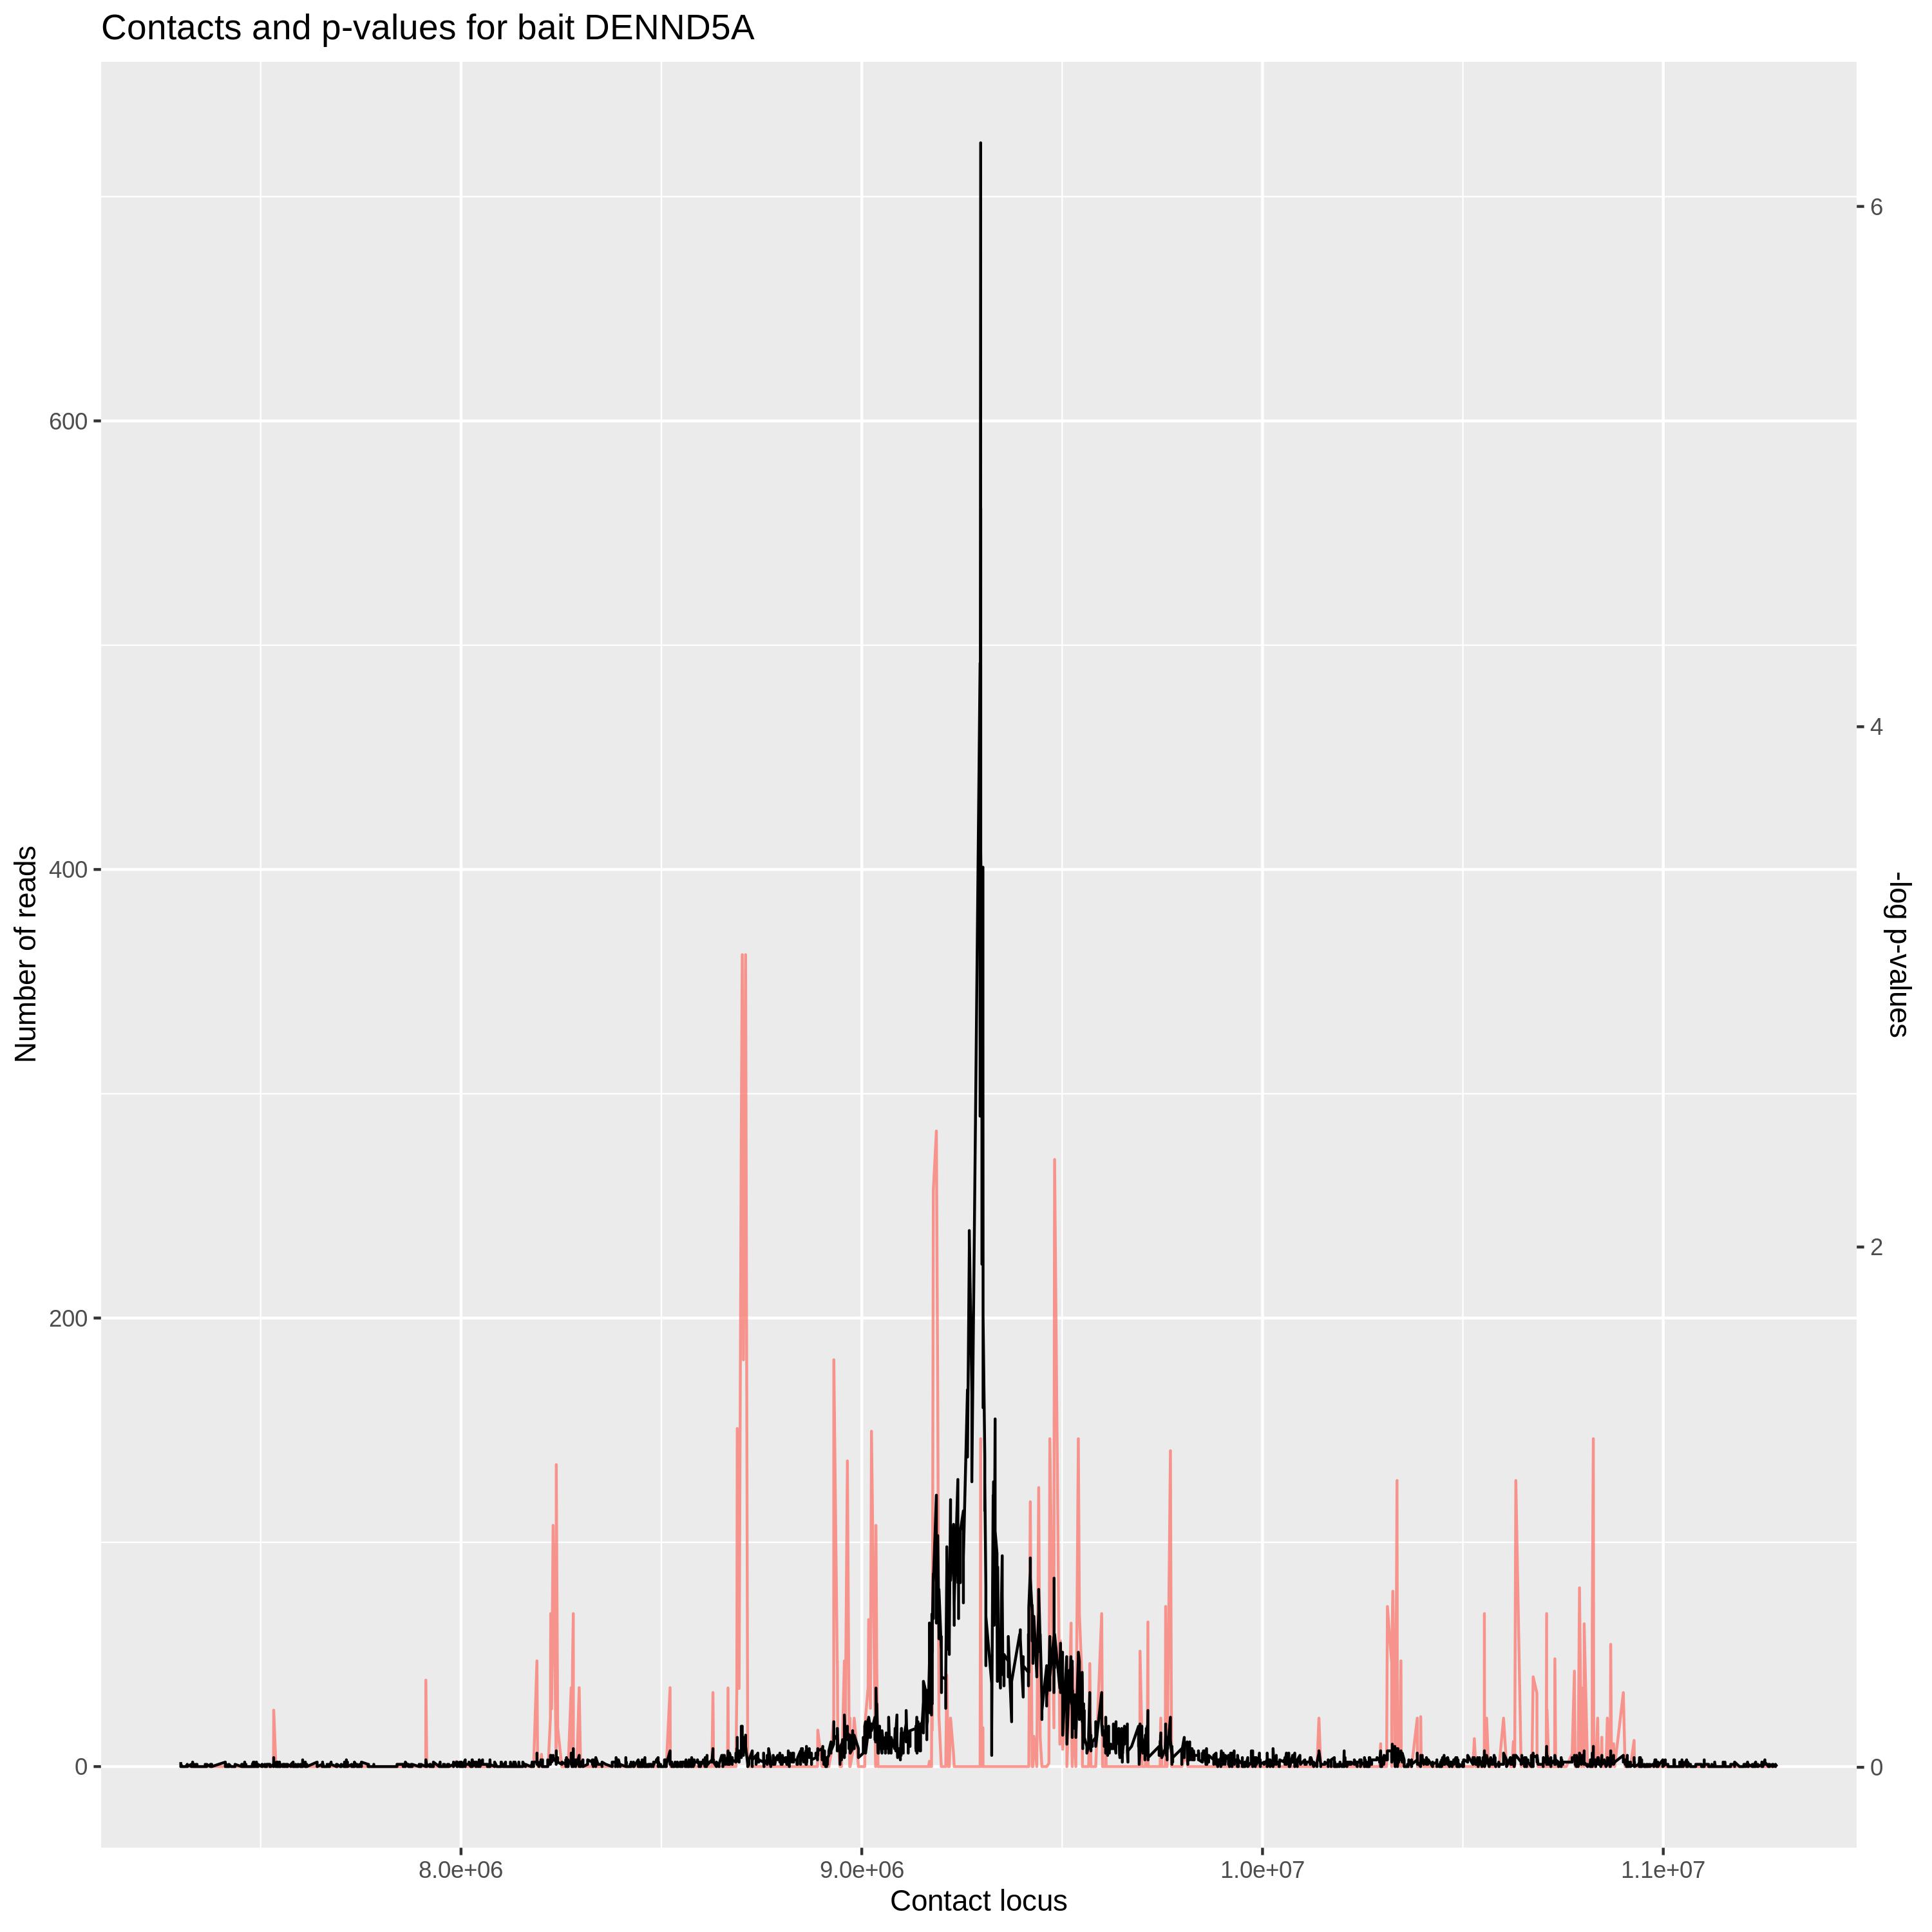 Contacts and p-values for bait DENND5A
600
400
200
0
Number of reads
6
4
2
0
-log p-values
8.0e+06
9.0e+06
1.0e+07
1.1e+07
Contact locus